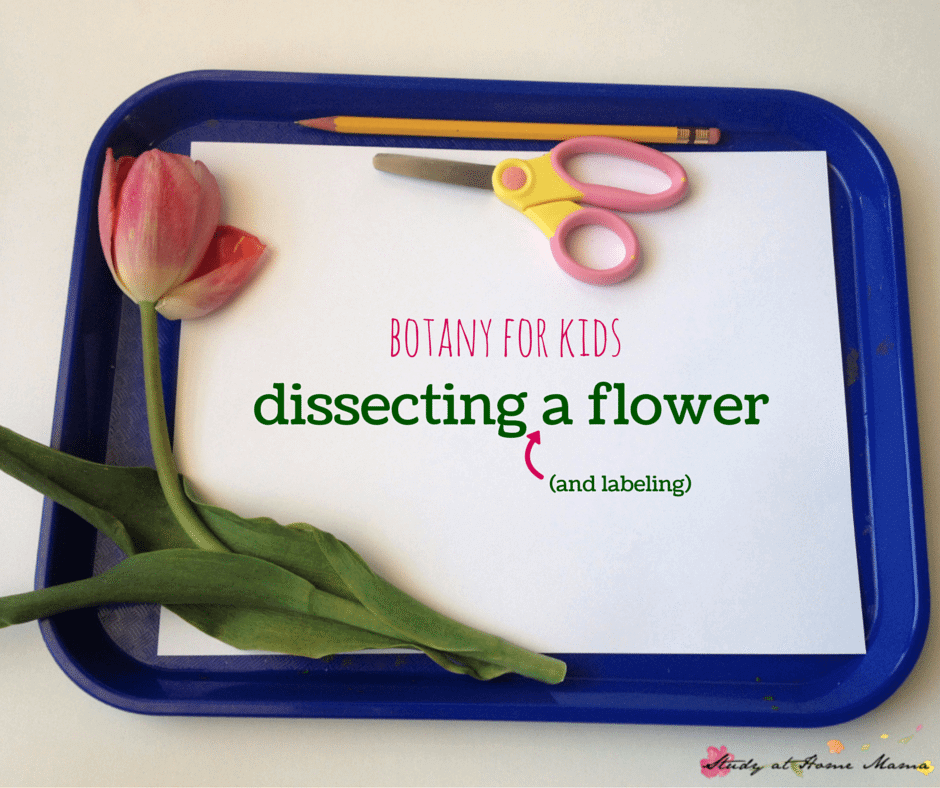 BOTANY FOR KIDS
dissecting a flower
(and labeling)
Study at Home Mama